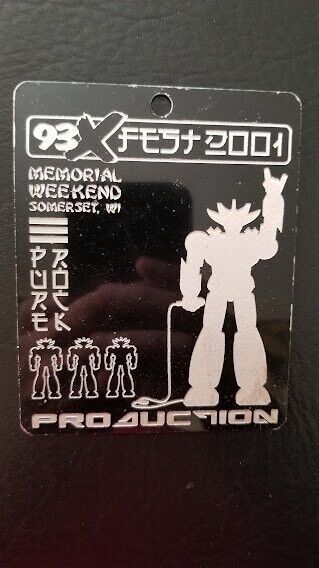 93X FEST 2001
MEMORIAL
WEEKEND
SOMERSET, WI
PURE
ROCK
PRODUCTION